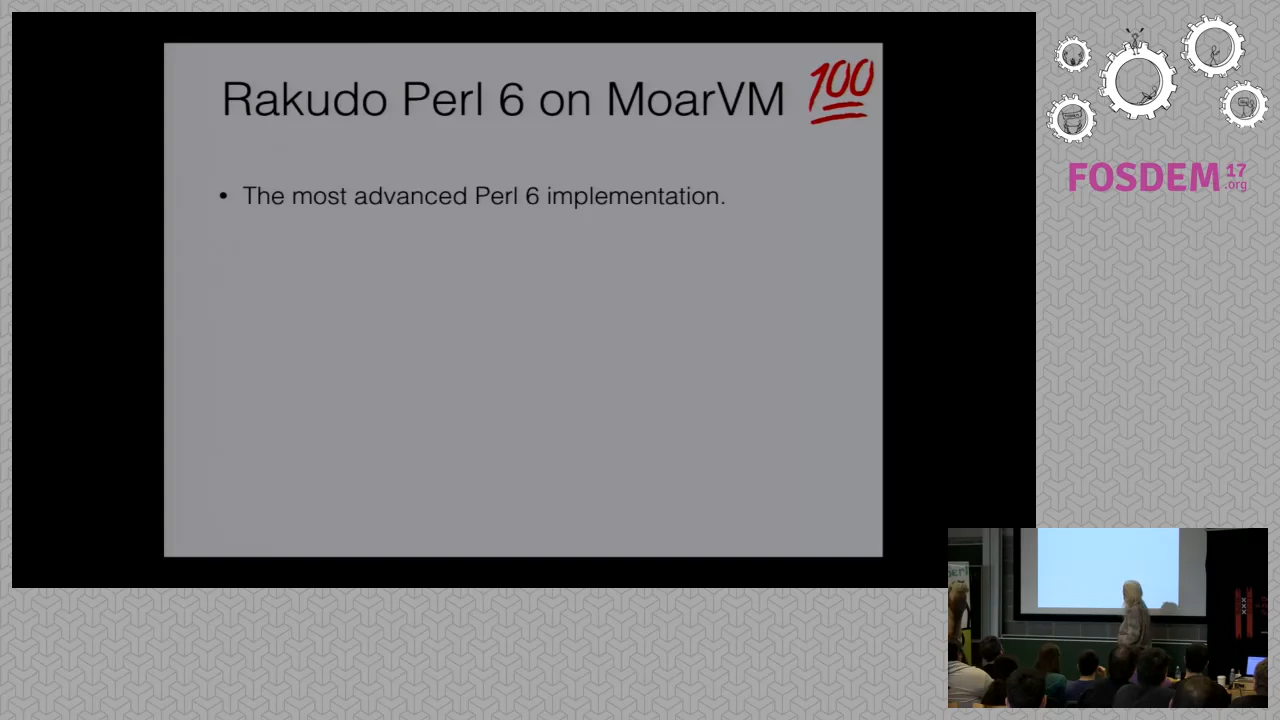 Rakudo Perl 6 on MoarVM 100
• The most advanced Perl 6 implementation.
FOSDEM 17
.org